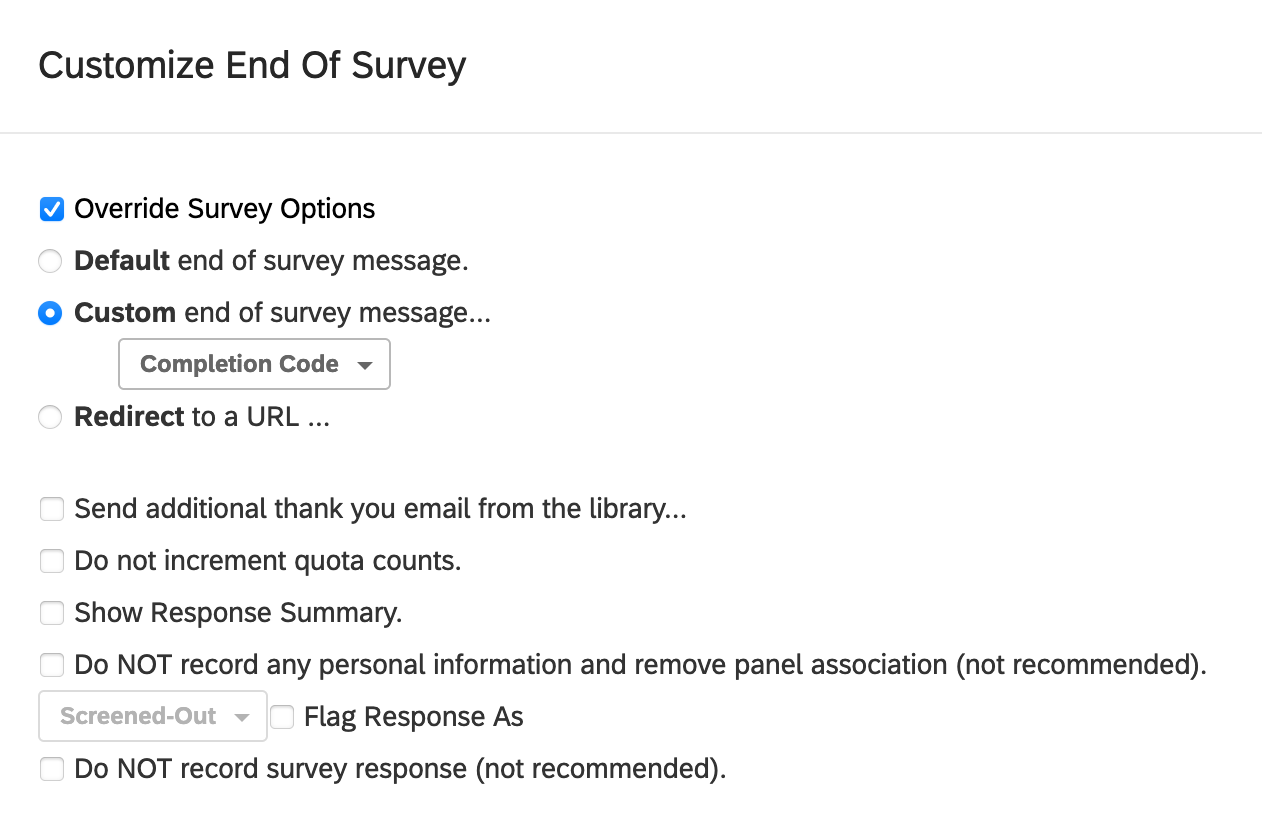 Customize End Of Survey
Override Survey Options
Default end of survey message.
Custom end of survey message...
Completion Code
Redirect to a URL ...
Send additional thank you email from the library...
Do not increment quota counts.
Show Response Summary.
Do NOT record any personal information and remove panel association (not recommended).
Screened-Out Flag Response As
Do NOT record survey response (not recommended).